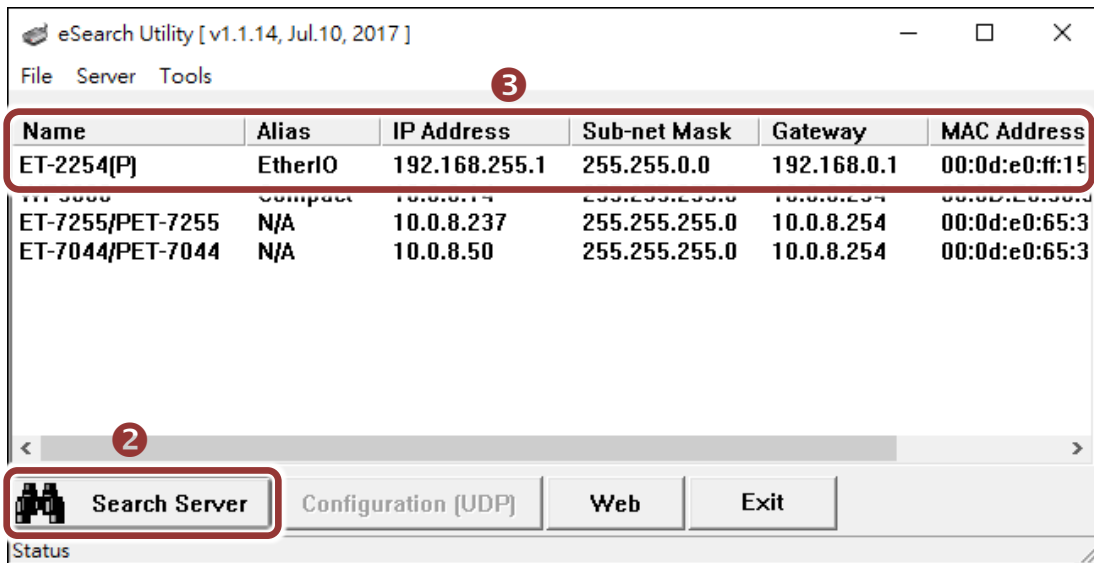 eSearch Utility [ v1.1.14, Jul.10, 2017 ]
File Server Tools
3
Name Alias IP Address Sub-net Mask Gateway MAC Address
ET-2254(P) EtherIO 192.168.255.1 255.255.0.0 192.168.0.1 00:0d:e0:ff:15
ET-7255/PET-7255 N/A 10.0.8.237 255.255.255.0 10.0.8.254 00:0d:e0:65:3
ET-7044/PET-7044 N/A 10.0.8.50 255.255.255.0 10.0.8.254 00:0d:e0:65:3
2
Search Server Configuration (UDP) Web Exit
Status